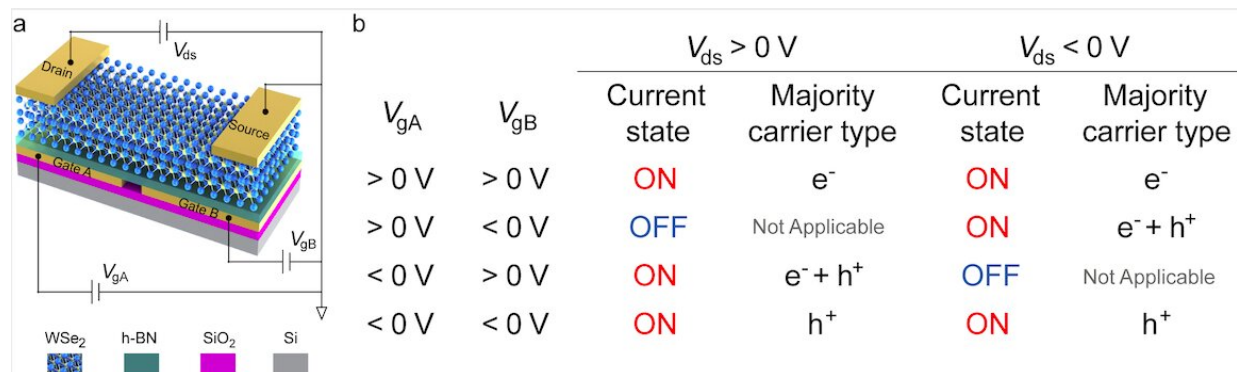 a
V_ds
Drain
Source
Gate A
Gate B
V_gB
V_gA
WSe₂ h-BN SiO₂ Si
b
V_ds > 0 V V_ds < 0 V
V_gA V_gB Current state Majority carrier type Current state Majority carrier type
> 0 V > 0 V ON e⁻ ON e⁻
> 0 V < 0 V OFF Not Applicable ON e⁻ + h⁺
< 0 V > 0 V ON e⁻ + h⁺ OFF Not Applicable
< 0 V < 0 V ON h⁺ ON h⁺